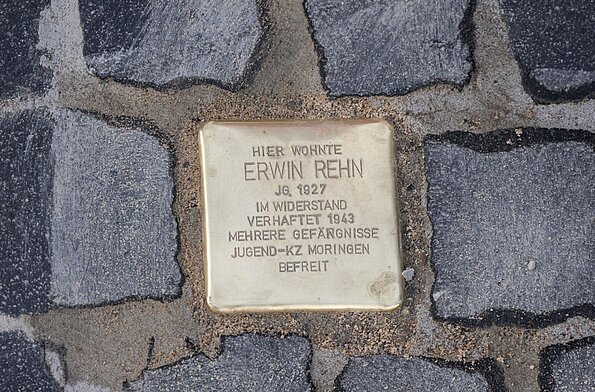 HIER WOHNTE
ERWIN REHN
JG. 1927
IM WIDERSTAND
VERHAFTET 1943
MEHRERE GEFÄNGNISSE
JUGEND-KZ MORINGEN
BEFREIT